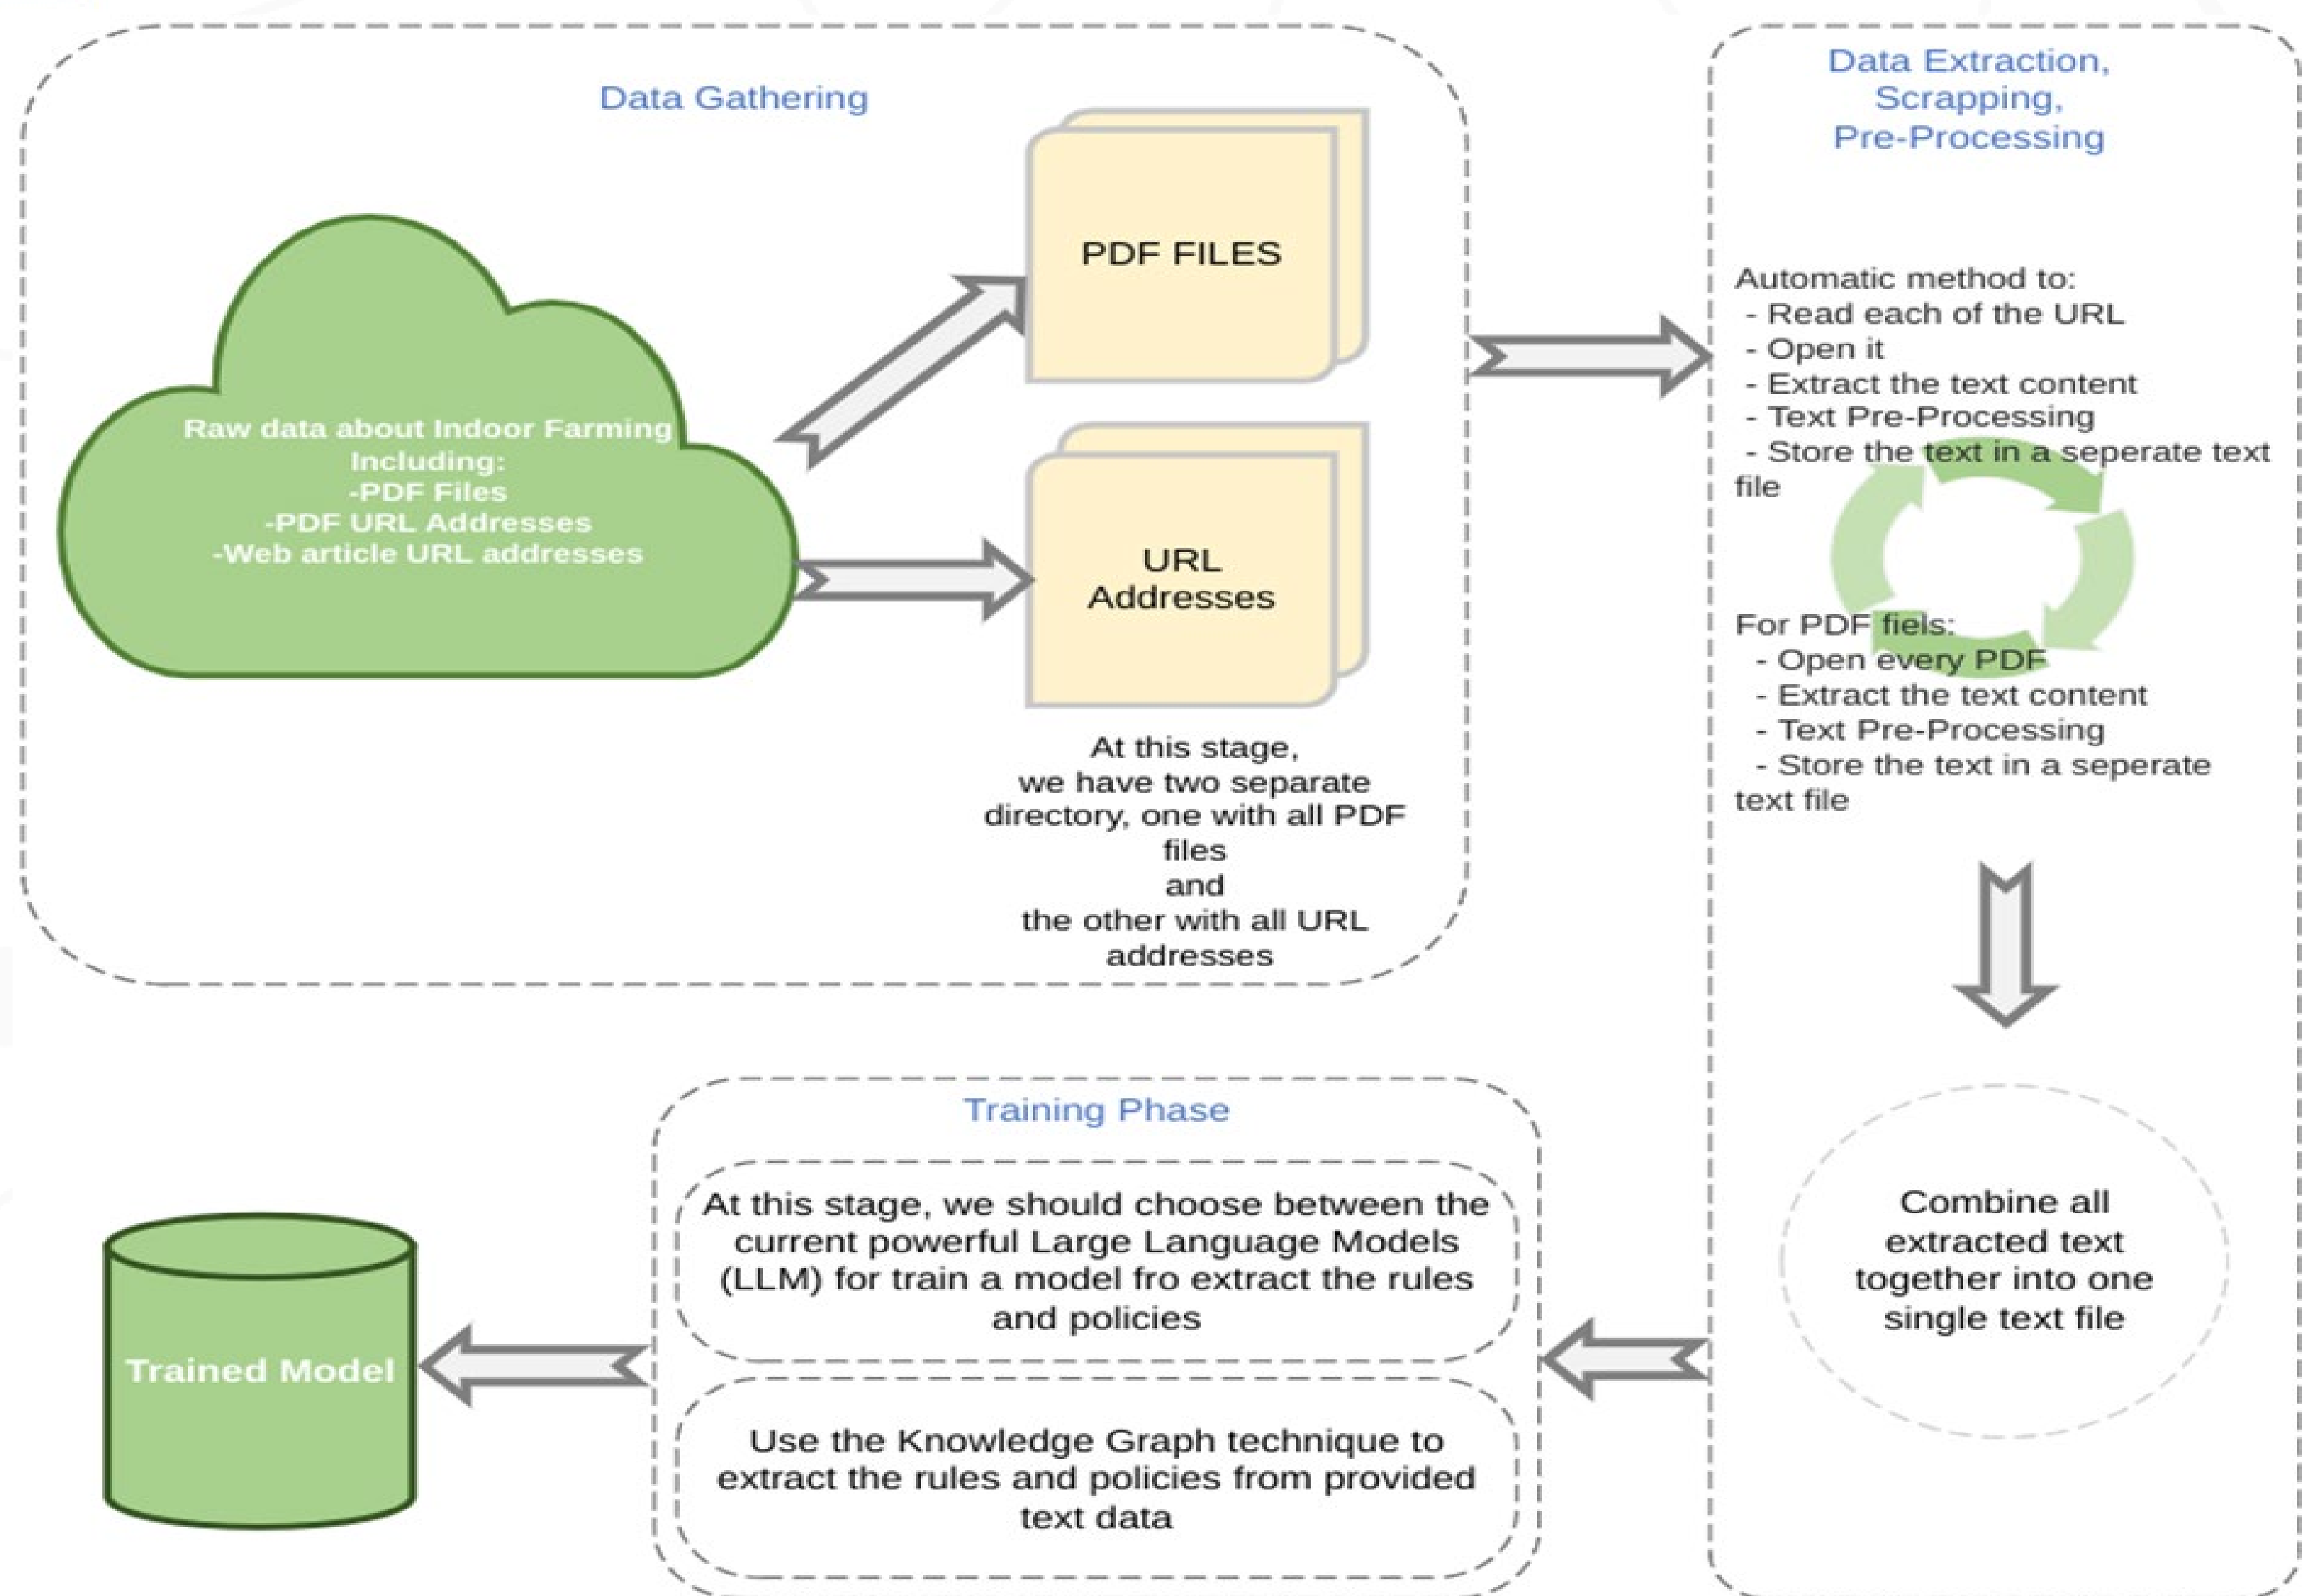 Data Gathering
Raw data about Indoor Farming
Including:
-PDF Files
-PDF URL Addresses
-Web article URL addresses
PDF FILES
URL
Addresses
At this stage,
we have two separate
directory, one with all PDF
files
and
the other with all URL
addresses
Data Extraction,
Scrapping,
Pre-Processing
Automatic method to:
- Read each of the URL
- Open it
- Extract the text content
- Text Pre-Processing
- Store the text in a seperate text
file
For PDF fiels:
- Open every PDF
- Extract the text content
- Text Pre-Processing
- Store the text in a seperate
text file
Combine all
extracted text
together into one
single text file
Training Phase
At this stage, we should choose between the
current powerful Large Language Models
(LLM) for train a model fro extract the rules
and policies
Use the Knowledge Graph technique to
extract the rules and policies from provided
text data
Trained Model